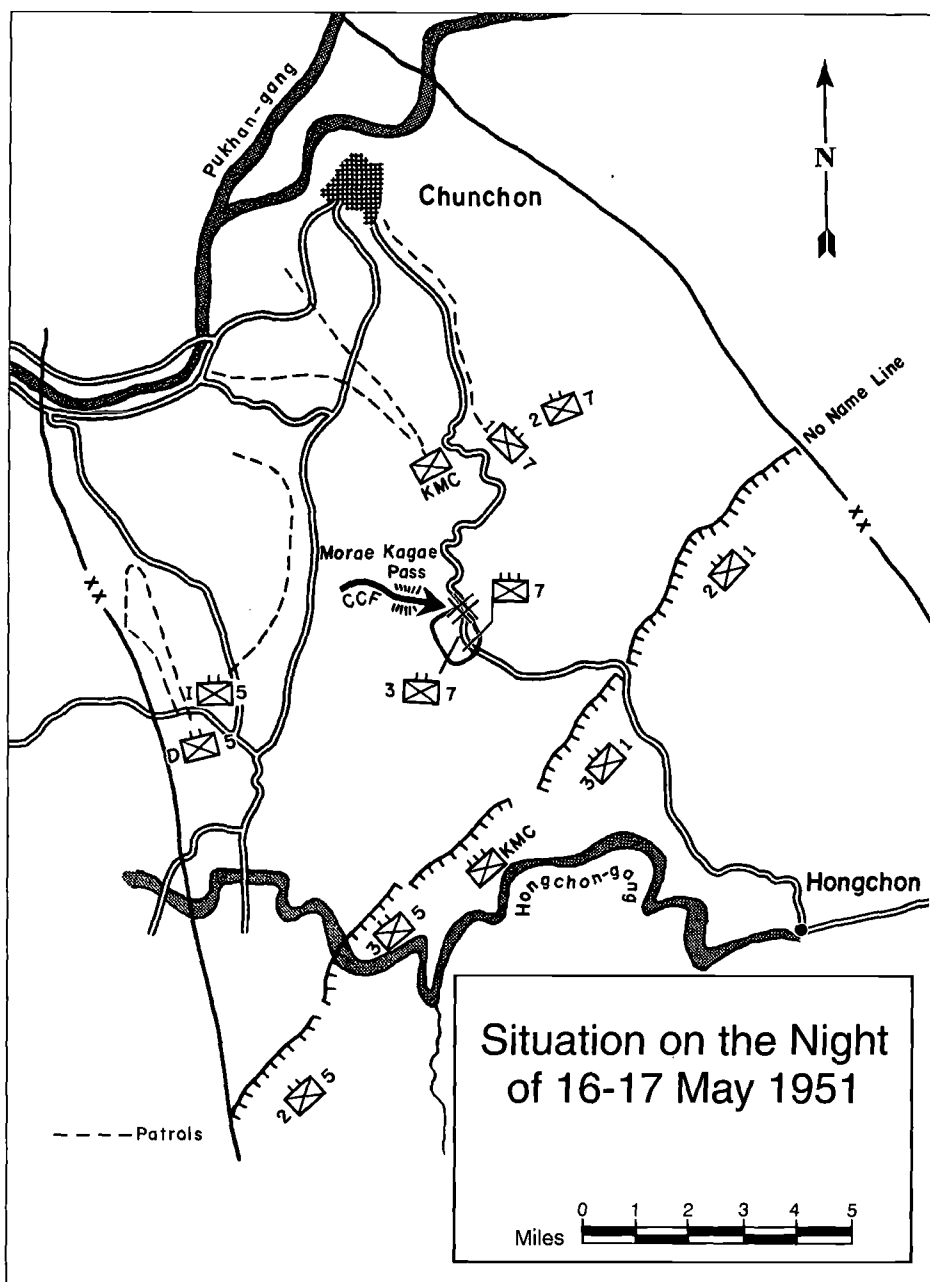 Pukhan-gang
N
Chunchon
No Name Line
2 7
1 7
KMC
XX
Morae Kagae
Pass
CCF
7
2 1
XX
I 5
3 7
D 5
3 1
KMC
Hongchon-gang
Hongchon
3 5
2 5
Situation on the Night
of 16-17 May 1951
Patrols
0 1 2 3 4 5
Miles